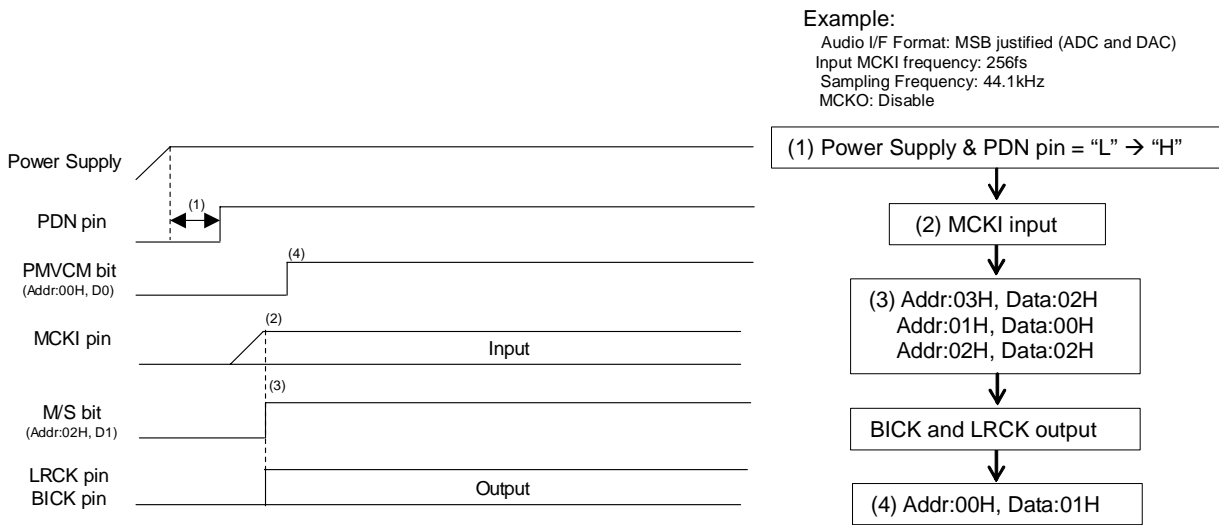 Example:
Audio I/F Format: MSB justified (ADC and DAC)
Input MCKI frequency: 256fs
Sampling Frequency: 44.1kHz
MCKO: Disable
Power Supply
(1)
PDN pin
(4)
PMVCM bit
(Addr:00H, D0)
(2)
MCKI pin
Input
(3)
M/S bit
(Addr:02H, D1)
LRCK pin
BICK pin
Output
(1) Power Supply & PDN pin = “L” → “H”
(2) MCKI input
(3) Addr:03H, Data:02H
Addr:01H, Data:00H
Addr:02H, Data:02H
BICK and LRCK output
(4) Addr:00H, Data:01H